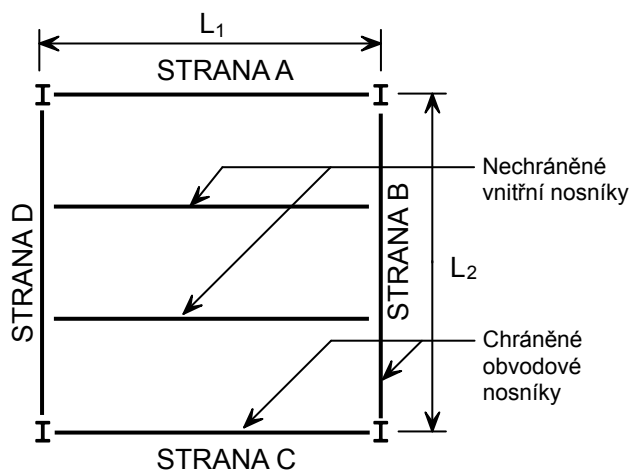 L₁
STRANA A
STRANA D
STRANA B
Nechráněné
vnitřní nosníky
L₂
Chráněné
obvodové
nosníky
STRANA C